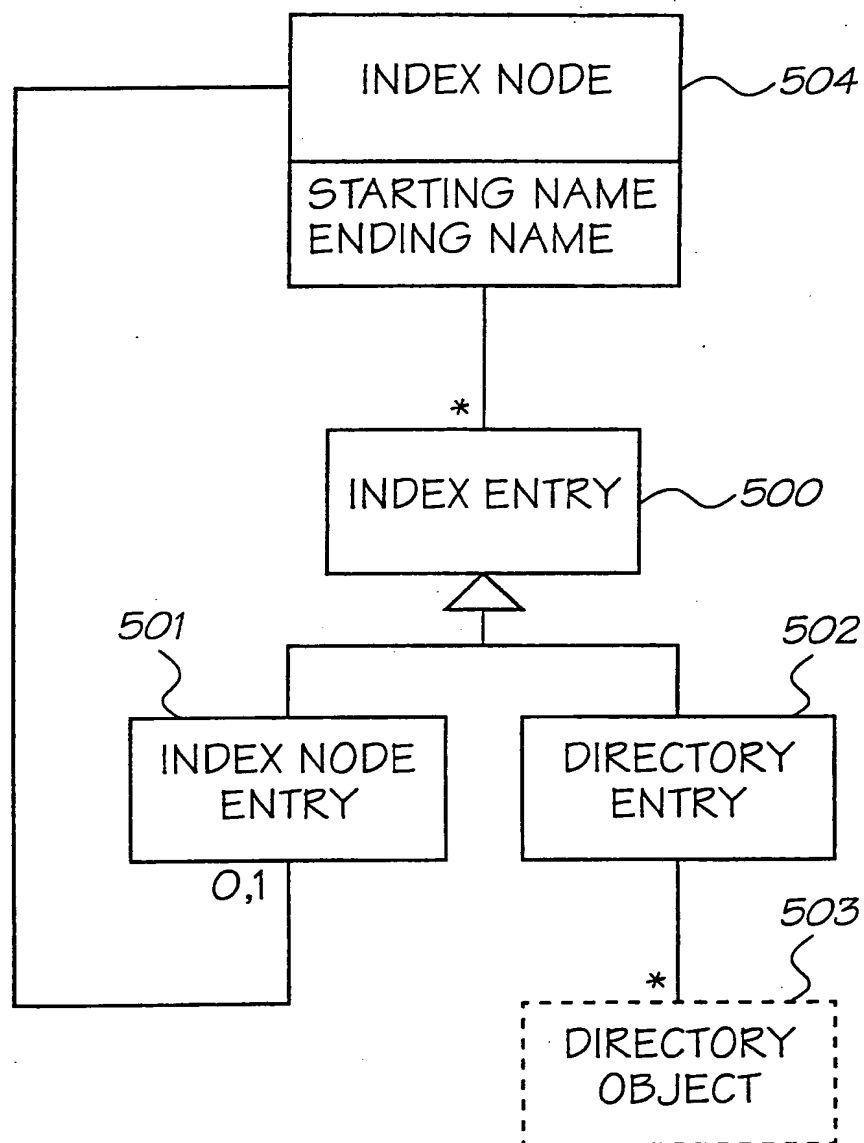 INDEX NODE
504
STARTING NAME
ENDING NAME
*
INDEX ENTRY
500
501
502
INDEX NODE
ENTRY
DIRECTORY
ENTRY
0,1
503
*
DIRECTORY
OBJECT